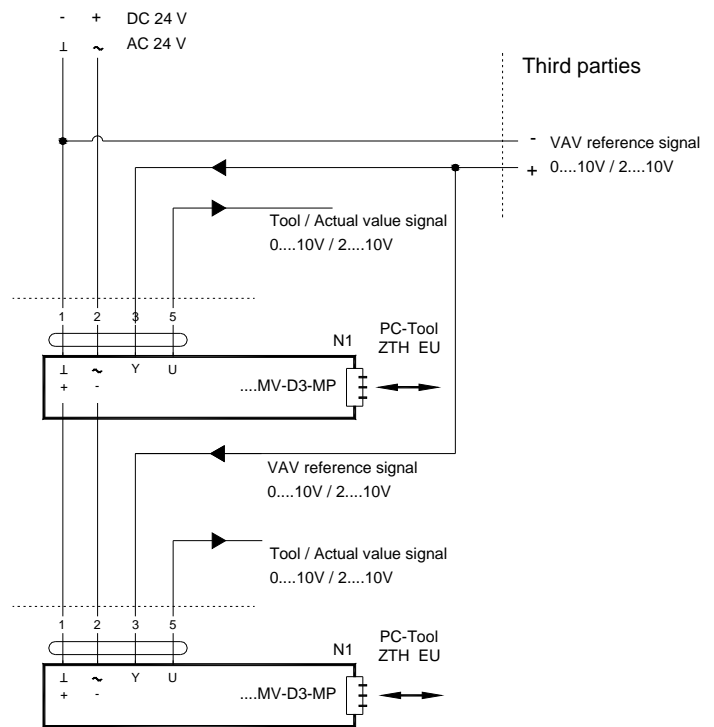 - + DC 24 V
⊥ ~ AC 24 V
Third parties
- VAV reference signal
+ 0....10V / 2....10V
Tool / Actual value signal
0....10V / 2....10V
1 2 3 5
N1
PC-Tool
ZTH EU
⊥ ~ Y U
+ -
....MV-D3-MP
VAV reference signal
0....10V / 2....10V
Tool / Actual value signal
0....10V / 2....10V
1 2 3 5
N1
PC-Tool
ZTH EU
⊥ ~ Y U
+ -
....MV-D3-MP